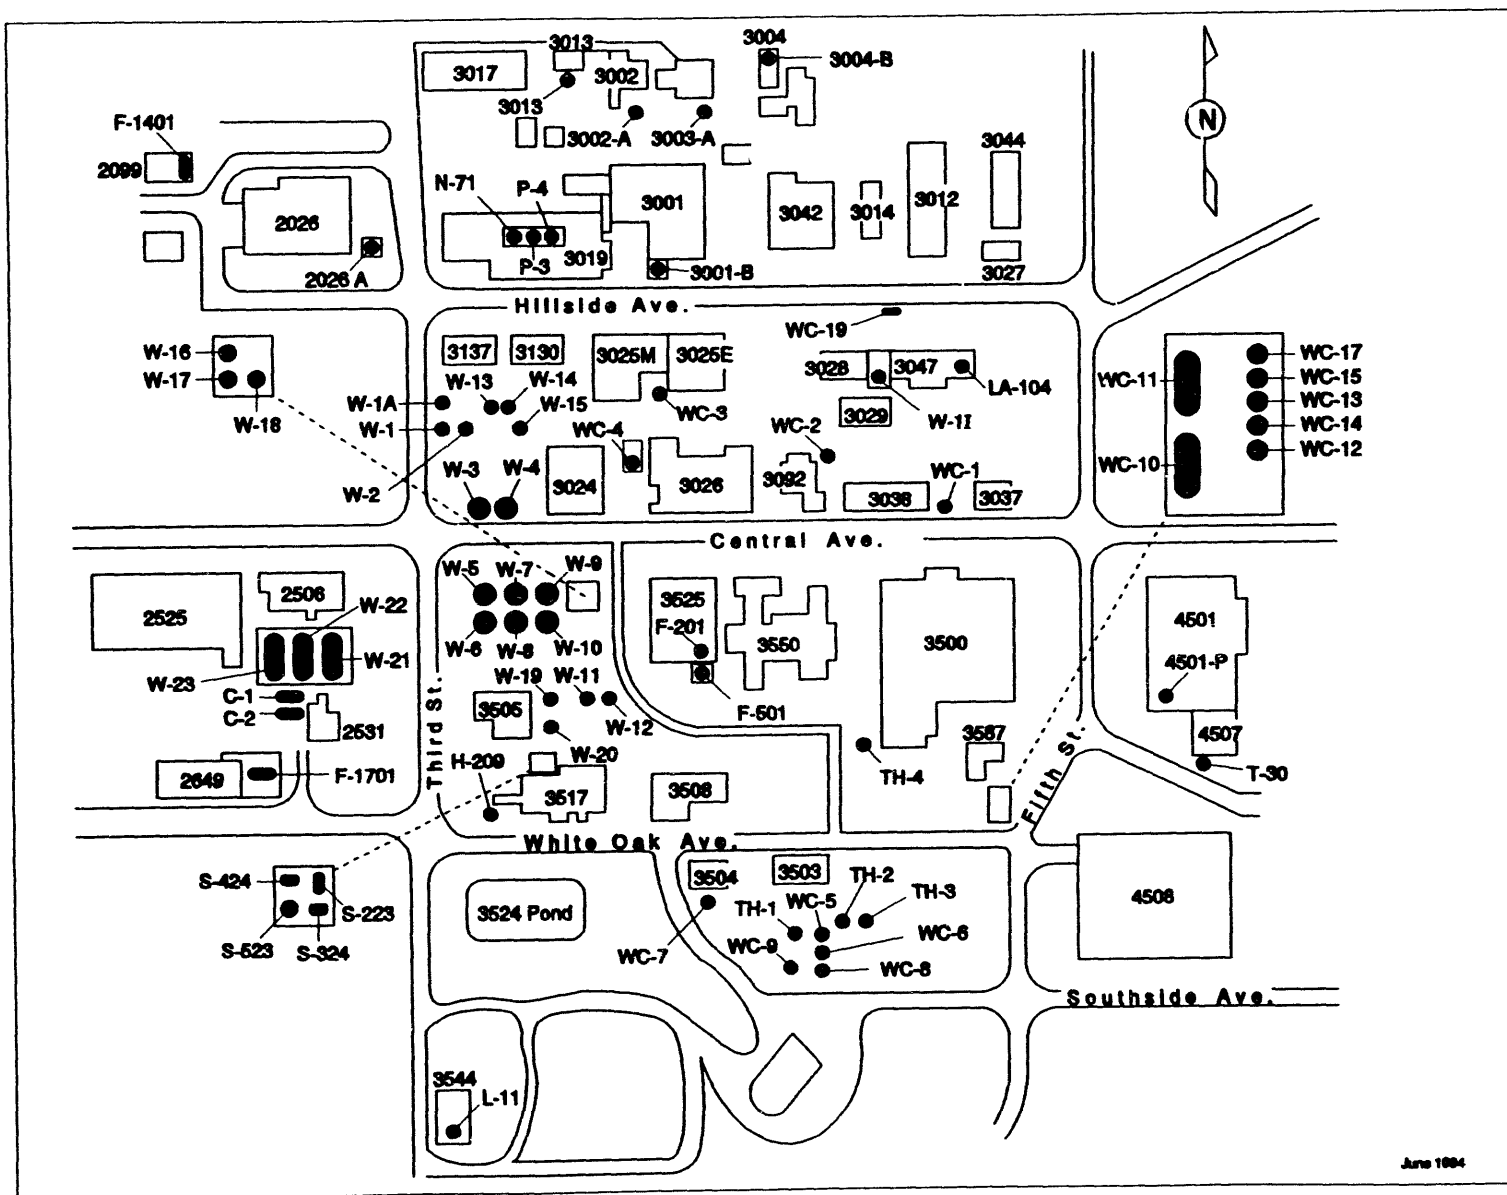 3013
3004
3017
3002
3004-B
3013
F-1401
3002-A
3003-A
N
3044
2099
N-71
P-4
3001
3012
3042
3014
2026
P-3
3019
3001-B
3027
2026 A
Hillside Ave.
WC-19
W-16
3137
3130
3025M
3025E
3028
3047
WC-17
W-17
W-13
W-14
LA-104
WC-11
WC-15
W-1A
W-15
WC-3
3029
W-11
WC-13
W-18
W-1
WC-4
WC-2
WC-14
WC-12
W-3
W-4
WC-1
WC-10
W-2
3024
3026
3092
3038
3037
Central Ave.
W-5
W-7
W-9
2506
W-22
3525
2525
F-201
4501
W-6
W-8
W-10
3550
3500
W-21
4501-P
W-23
W-19
W-11
C-1
3505
W-12
F-501
C-2
2531
Third St.
W-20
3587
4507
H-209
F-1701
TH-4
T-30
2649
3517
3508
Fifth St.
White Oak Ave.
S-424
3504
3503
TH-2
TH-3
4508
S-223
3524 Pond
TH-1
WC-5
S-523
S-324
WC-7
WC-9
WC-6
WC-8
Southside Ave.
3544
L-11
June 1994